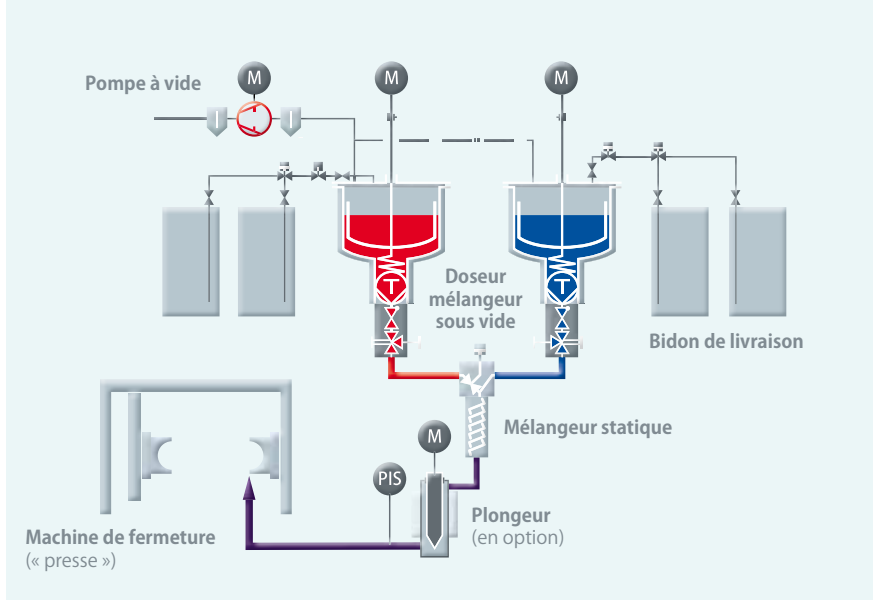 M
M
M
Pompe à vide
T
T
Doseur
mélangeur
sous vide
Bidon de livraison
Mélangeur statique
M
PIS
Plongeur
(en option)
Machine de fermeture
(« presse »)